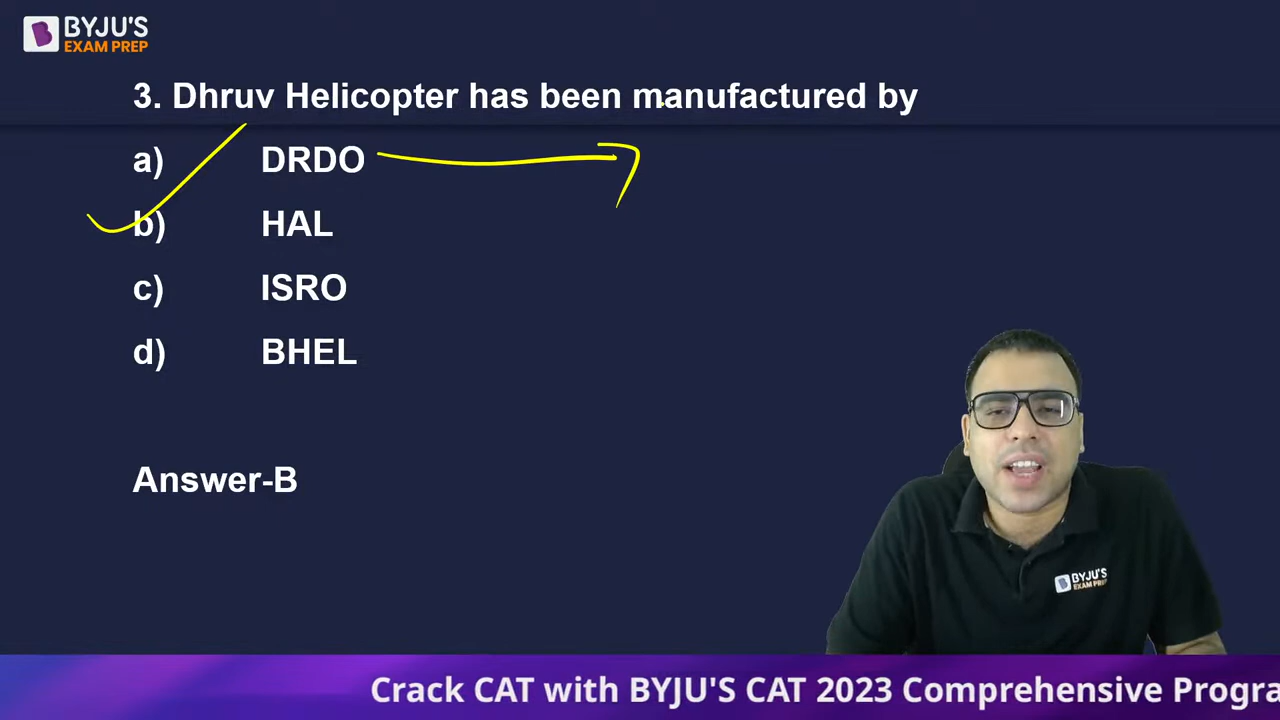 BYJU'S
EXAM PREP
3. Dhruv Helicopter has been manufactured by
a) DRDO
b) HAL
c) ISRO
d) BHEL
Answer-B
BYJU'S
EXAM PREP
Crack CAT with BYJU'S CAT 2023 Comprehensive Progra